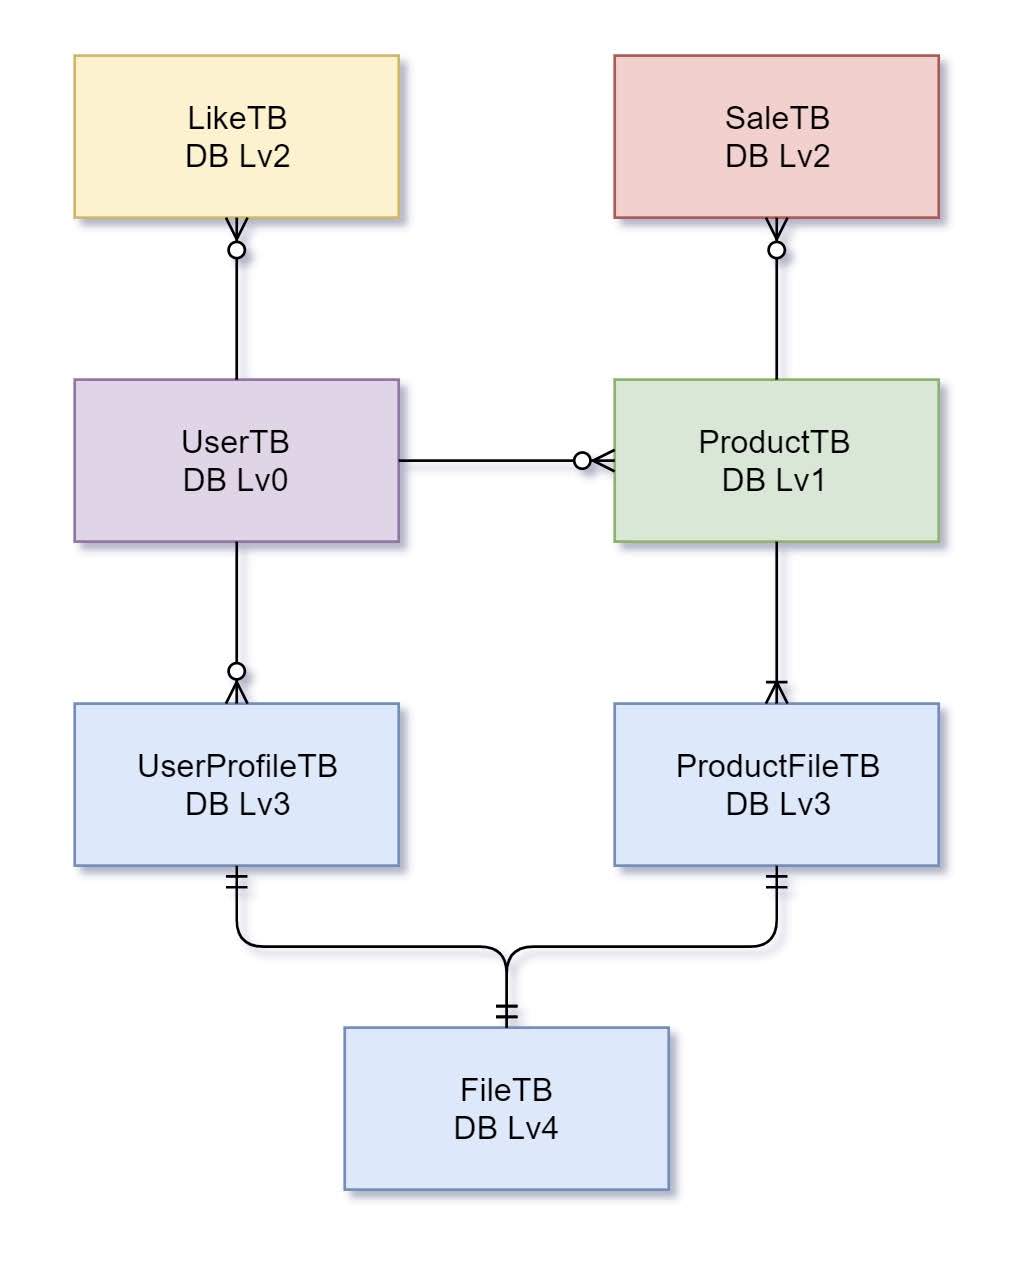 LikeTB
DB Lv2
SaleTB
DB Lv2
UserTB
DB Lv0
ProductTB
DB Lv1
UserProfileTB
DB Lv3
ProductFileTB
DB Lv3
FileTB
DB Lv4